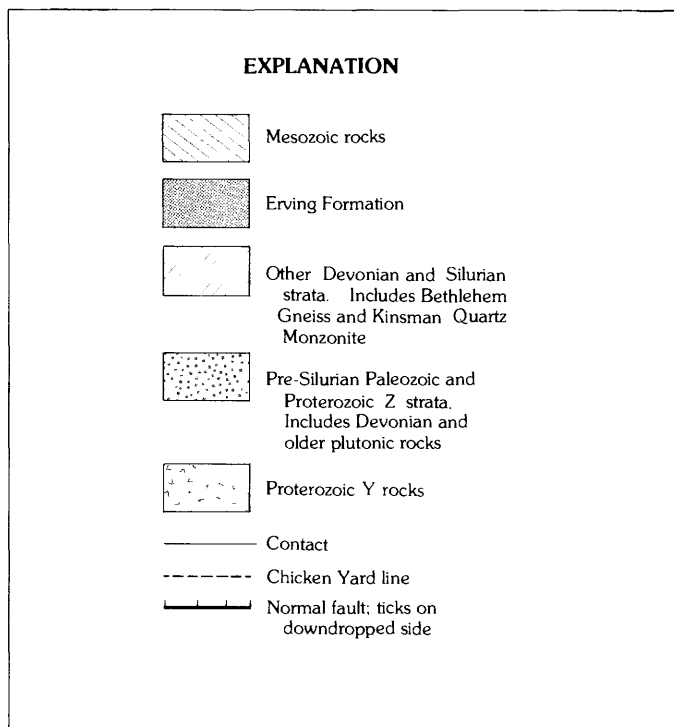 EXPLANATION
Mesozoic rocks
Erving Formation
Other Devonian and Silurian
strata. Includes Bethlehem
Gneiss and Kinsman Quartz
Monzonite
Pre-Silurian Paleozoic and
Proterozoic Z strata.
Includes Devonian and
older plutonic rocks
Proterozoic Y rocks
Contact
Chicken Yard line
Normal fault; ticks on
downdropped side